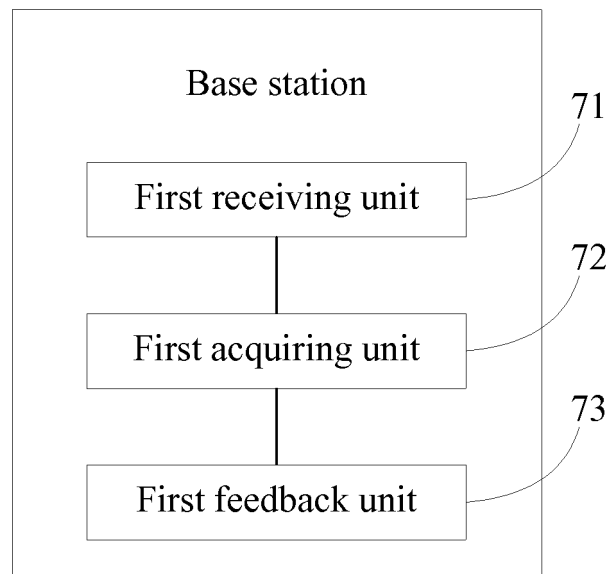 Base station
71
First receiving unit
72
First acquiring unit
73
First feedback unit